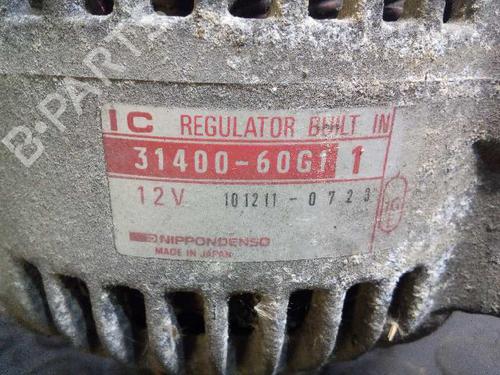 B-PARTS
IC REGULATOR BUILT IN
31400-60G1 1
12V 101211-0723
NIPPONDENSO
MADE IN JAPAN